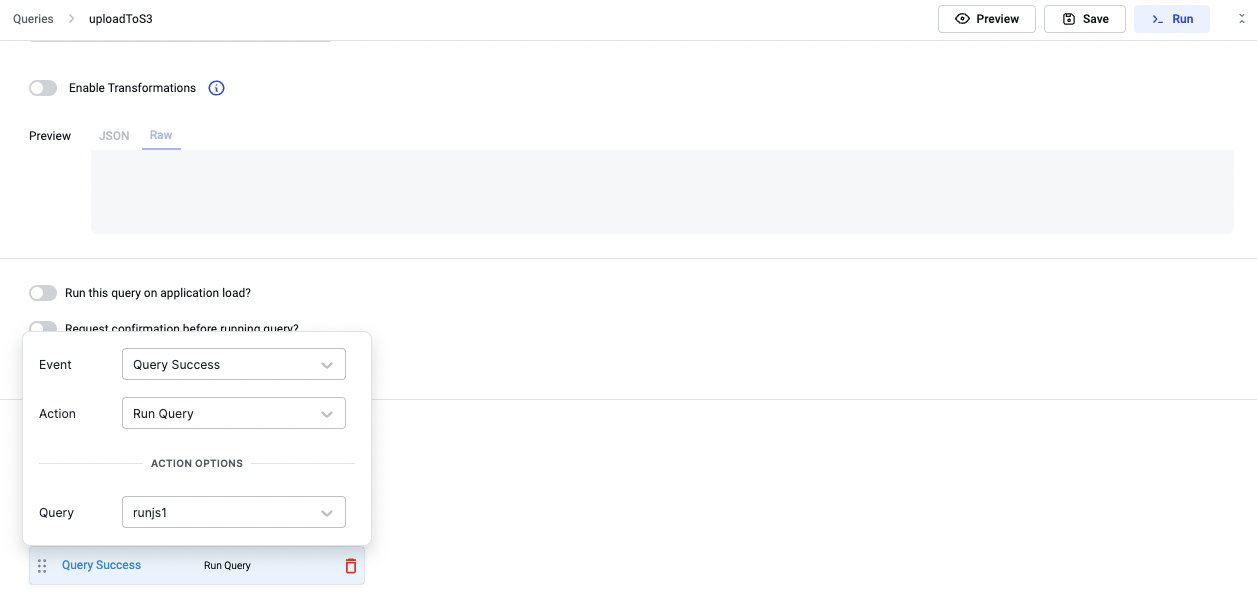 Queries > uploadToS3
Preview
Save
Run
Enable Transformations
Preview
JSON
Raw
Run this query on application load?
Request confirmation before running query?
Event
Query Success
Action
Run Query
ACTION OPTIONS
Query
runjs1
Query Success
Run Query